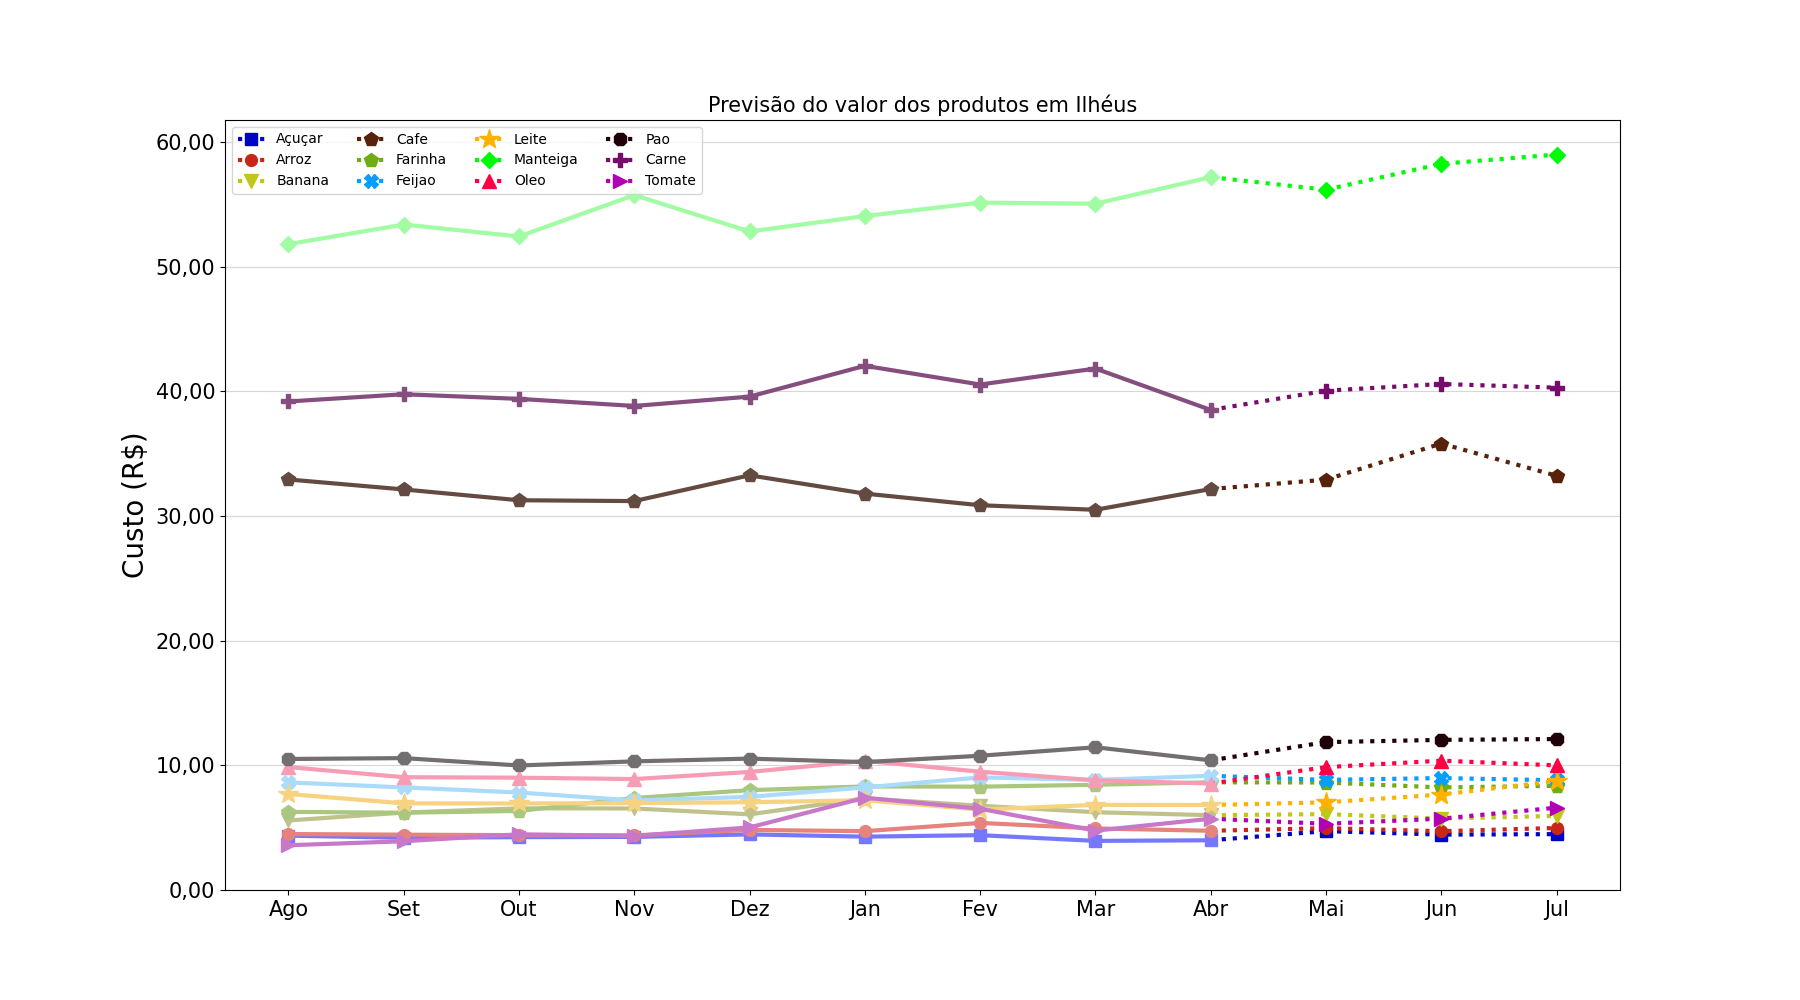 Previsão do valor dos produtos em Ilhéus
Açuçar Cafe Leite Pao
Arroz Farinha Manteiga Carne
Banana Feijao Oleo Tomate
60,00
50,00
40,00
30,00
20,00
10,00
0,00
Custo (R$)
Ago Set Out Nov Dez Jan Fev Mar Abr Mai Jun Jul